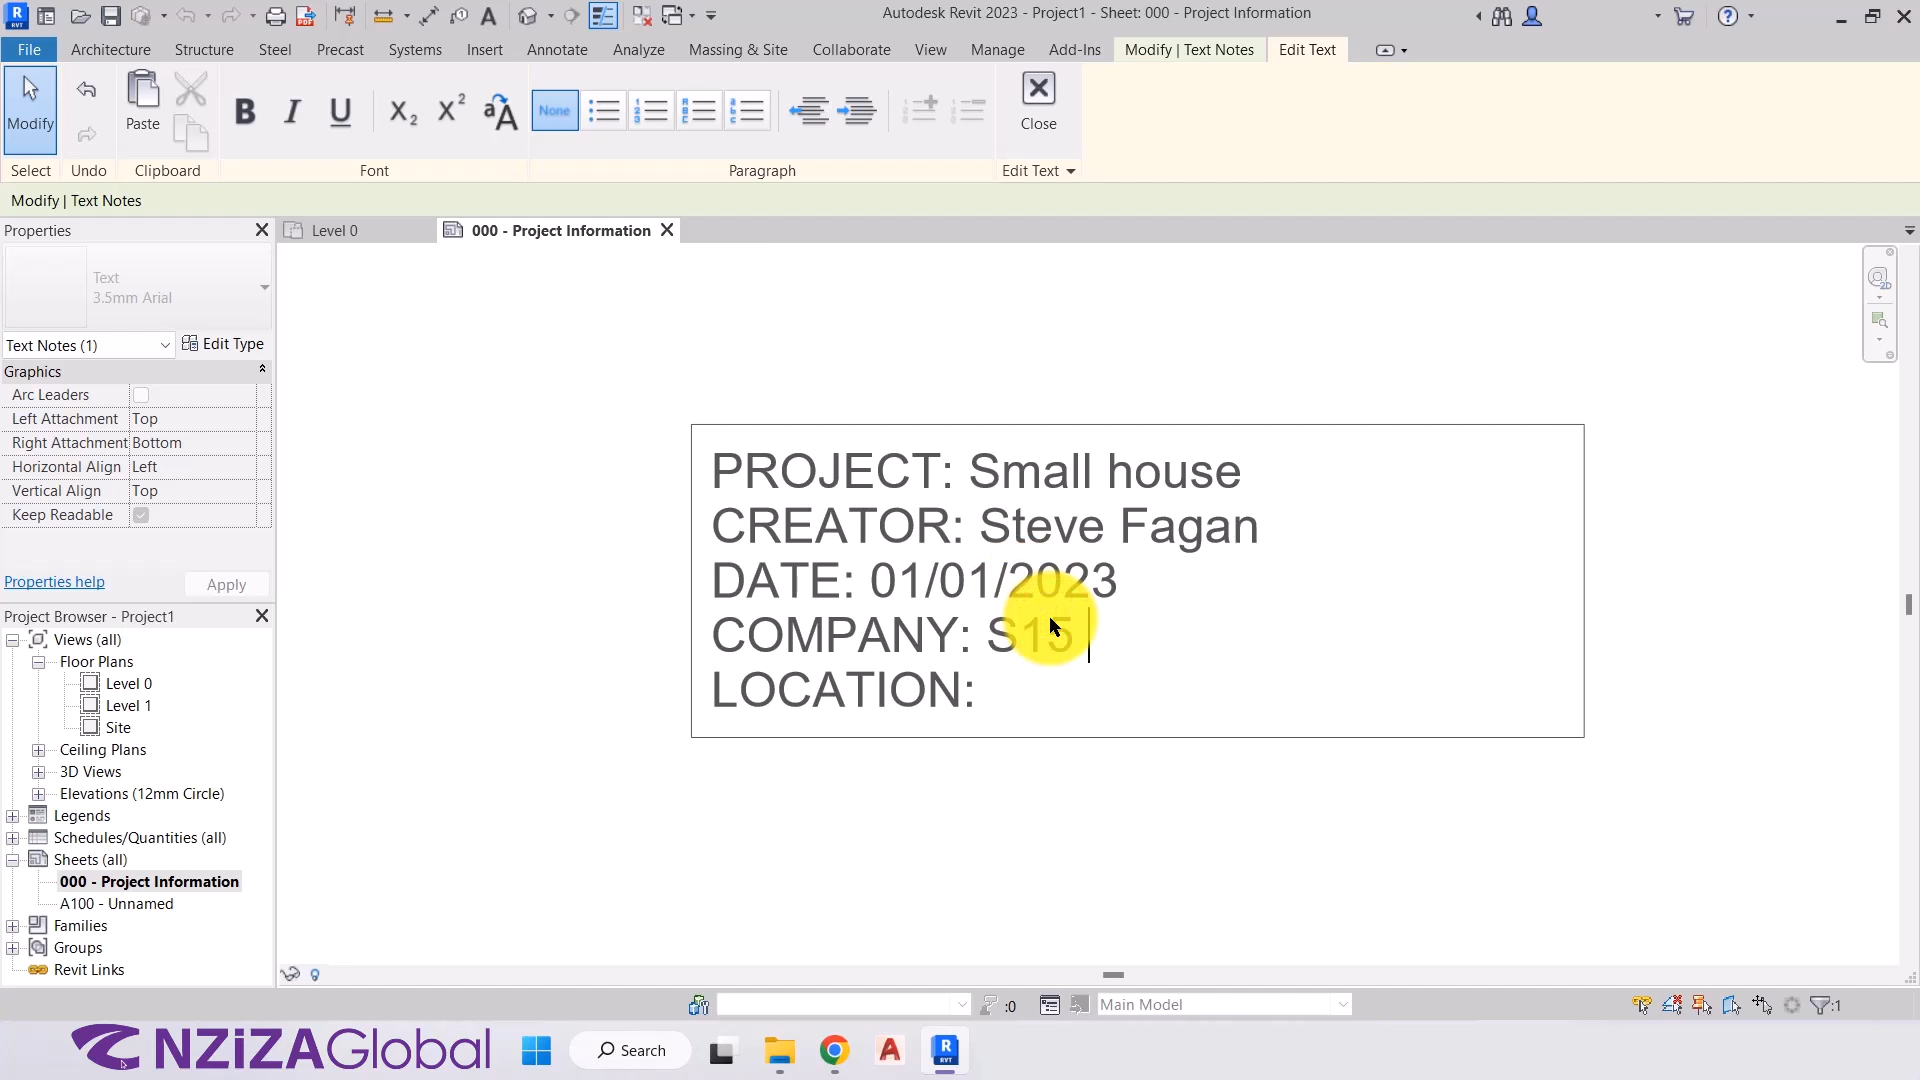 Autodesk Revit 2023 - Project1 - Sheet: 000 - Project Information
File Architecture Structure Steel Precast Systems Insert Annotate Analyze Massing & Site Collaborate View Manage Add-Ins Modify | Text Notes Edit Text
Modify Paste B I U X2 X2 aA None Close
Select Undo Clipboard Font Paragraph Edit Text
Modify | Text Notes
Properties
Level 0 000 - Project Information
Text
3.5mm Arial
Text Notes (1) Edit Type
Graphics
Arc Leaders
Left Attachment Top
Right Attachment Bottom
Horizontal Align Left
Vertical Align Top
Keep Readable
Properties help Apply
PROJECT: Small house
CREATOR: Steve Fagan
DATE: 01/01/2023
COMPANY: S15
LOCATION:
Project Browser - Project1
Views (all)
Floor Plans
Level 0
Level 1
Site
Ceiling Plans
3D Views
Elevations (12mm Circle)
Legends
Schedules/Quantities (all)
Sheets (all)
000 - Project Information
A100 - Unnamed
Families
Groups
Revit Links
:0 Main Model :1
NZiZAGlobal Search